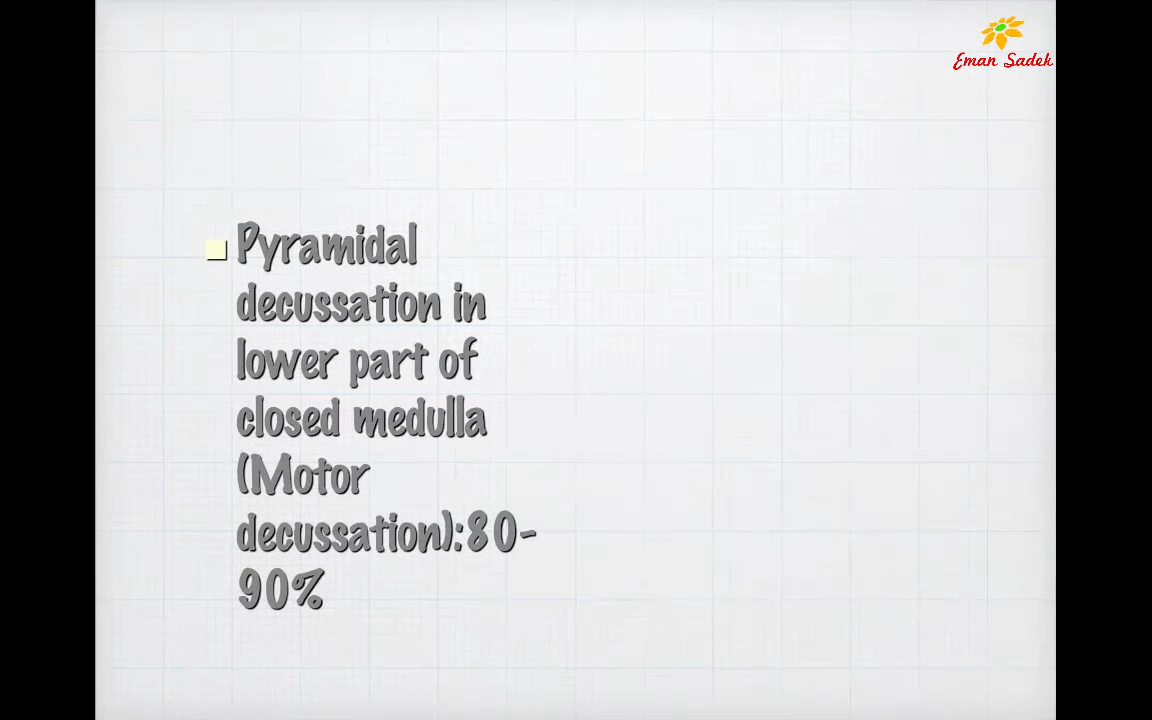 Eman Sadek
Pyramidal
decussation in
lower part of
closed medulla
(Motor
decussation):80-
90%